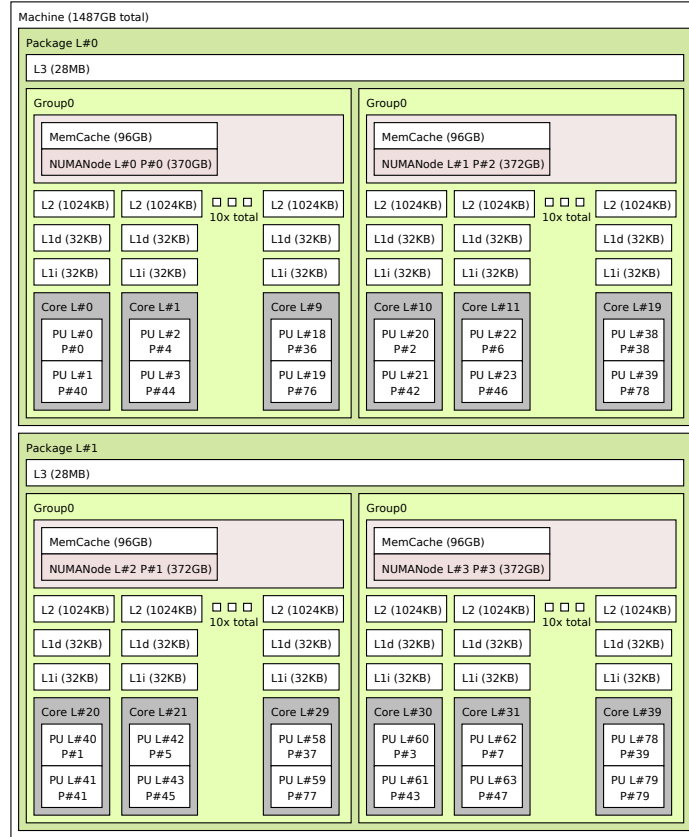 Machine (1487GB total)
Package L#0
L3 (28MB)
Group0
MemCache (96GB)
NUMANode L#0 P#0 (370GB)
L2 (1024KB) L2 (1024KB) L2 (1024KB)
10x total
L1d (32KB) L1d (32KB) L1d (32KB)
L1i (32KB) L1i (32KB) L1i (32KB)
Core L#0 Core L#1 Core L#9
PU L#0 PU L#2 PU L#18
P#0 P#4 P#36
PU L#1 PU L#3 PU L#19
P#40 P#44 P#76
Group0
MemCache (96GB)
NUMANode L#1 P#2 (372GB)
L2 (1024KB) L2 (1024KB) L2 (1024KB)
10x total
L1d (32KB) L1d (32KB) L1d (32KB)
L1i (32KB) L1i (32KB) L1i (32KB)
Core L#10 Core L#11 Core L#19
PU L#20 PU L#22 PU L#38
P#2 P#6 P#38
PU L#21 PU L#23 PU L#39
P#42 P#46 P#78
Package L#1
L3 (28MB)
Group0
MemCache (96GB)
NUMANode L#2 P#1 (372GB)
L2 (1024KB) L2 (1024KB) L2 (1024KB)
10x total
L1d (32KB) L1d (32KB) L1d (32KB)
L1i (32KB) L1i (32KB) L1i (32KB)
Core L#20 Core L#21 Core L#29
PU L#40 PU L#42 PU L#58
P#1 P#5 P#37
PU L#41 PU L#43 PU L#59
P#41 P#45 P#77
Group0
MemCache (96GB)
NUMANode L#3 P#3 (372GB)
L2 (1024KB) L2 (1024KB) L2 (1024KB)
10x total
L1d (32KB) L1d (32KB) L1d (32KB)
L1i (32KB) L1i (32KB) L1i (32KB)
Core L#30 Core L#31 Core L#39
PU L#60 PU L#62 PU L#78
P#3 P#7 P#39
PU L#61 PU L#63 PU L#79
P#43 P#47 P#79